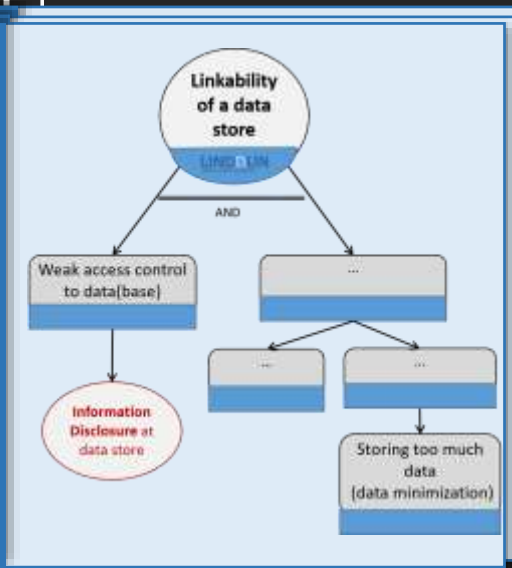 Linkability
of a data
store
LINDDUN
AND
Weak access control
to data(base)
...
...
...
Information
Disclosure at
data store
Storing too much
data
(data minimization)